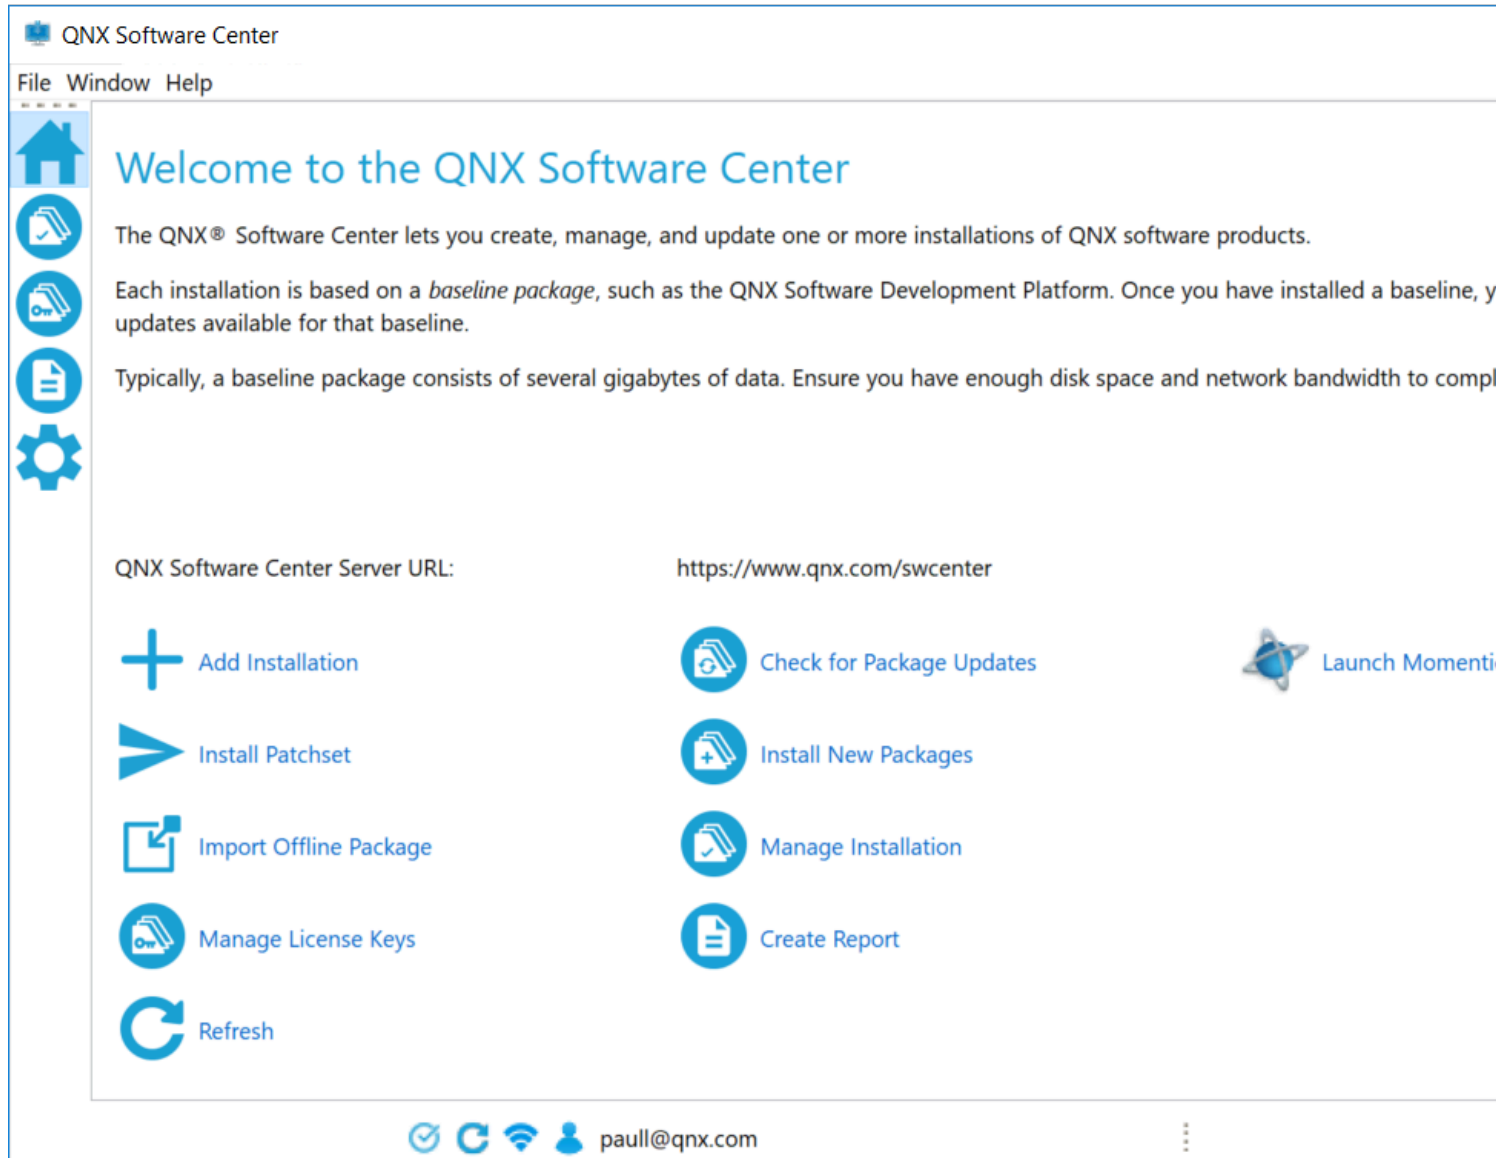 QNX Software Center
File Window Help
Welcome to the QNX Software Center
The QNX® Software Center lets you create, manage, and update one or more installations of QNX software products.
Each installation is based on a baseline package, such as the QNX Software Development Platform. Once you have installed a baseline, y
updates available for that baseline.
Typically, a baseline package consists of several gigabytes of data. Ensure you have enough disk space and network bandwidth to compl
QNX Software Center Server URL: https://www.qnx.com/swcenter
Add Installation Check for Package Updates Launch Momenti
Install Patchset Install New Packages
Import Offline Package Manage Installation
Manage License Keys Create Report
Refresh
paull@qnx.com